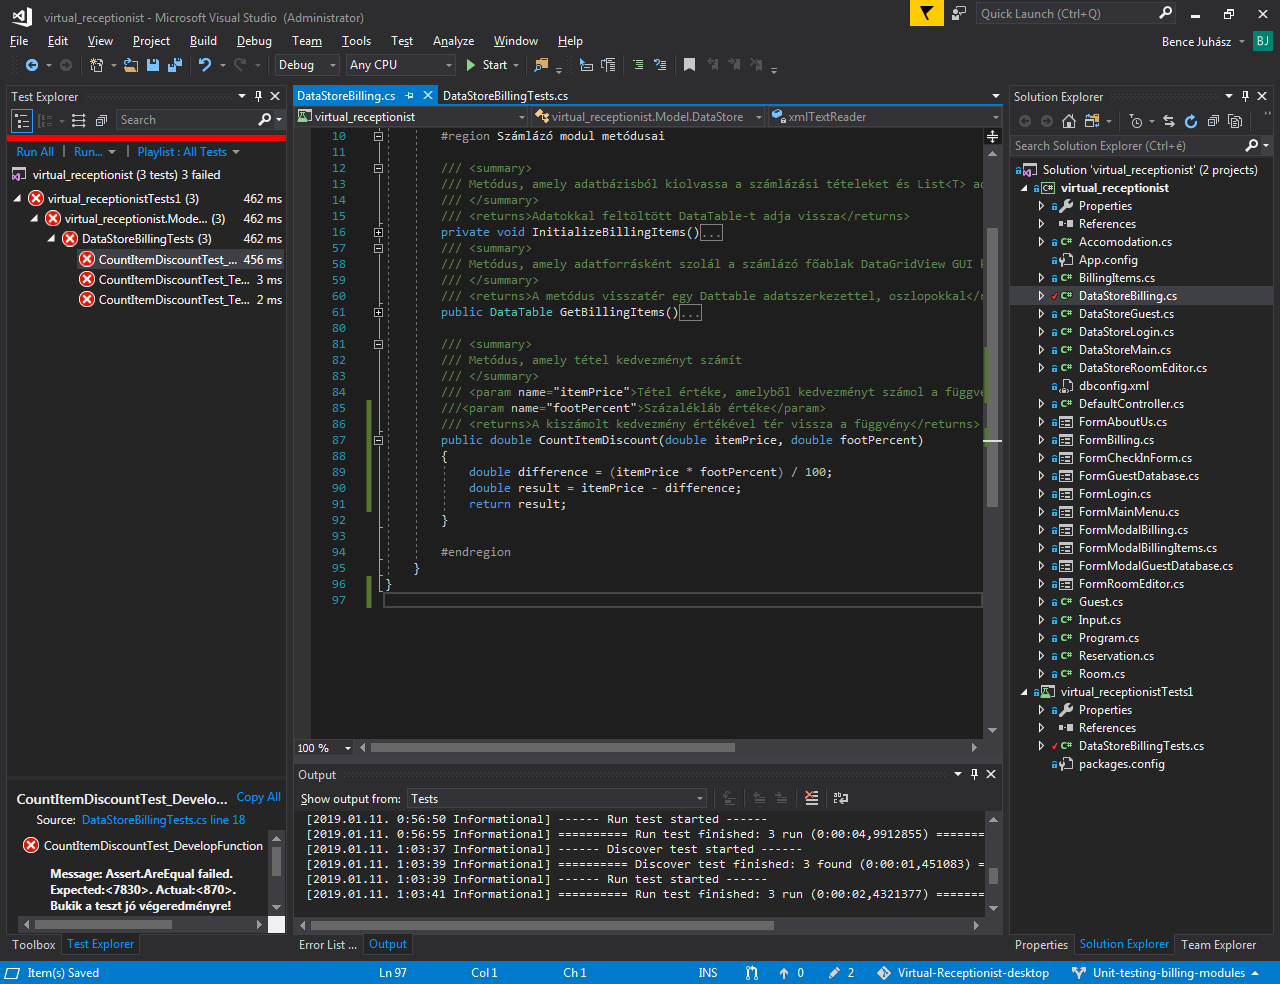 virtual_receptionist - Microsoft Visual Studio (Administrator)
Quick Launch (Ctrl+Q)
File Edit View Project Build Debug Team Tools Test Analyze Window Help
Bence Juhász BJ
Debug Any CPU Start
Test Explorer
Search
Run All | Run... | Playlist : All Tests
virtual_receptionist (3 tests) 3 failed
virtual_receptionistTests1 (3) 462 ms
virtual_receptionist.Mode... (3) 462 ms
DataStoreBillingTests (3) 462 ms
CountItemDiscountTest_... 456 ms
CountItemDiscountTest_Te... 3 ms
CountItemDiscountTest_Te... 2 ms
CountItemDiscountTest_Develo... Copy All
Source: DataStoreBillingTests.cs line 18
CountItemDiscountTest_DevelopFunction
Message: Assert.AreEqual failed.
Expected:<7830>. Actual:<870>.
Bukik a teszt jó végeredményre!
Toolbox Test Explorer
DataStoreBilling.cs DataStoreBillingTests.cs
virtual_receptionist virtual_receptionist.Model.DataStore xmlTextReader
10 #region Számlázó modul metódusai
11
12 /// <summary>
13 /// Metódus, amely adatbázisból kiolvassa a számlázási tételeket és List<T> ad
14 /// </summary>
15 /// <returns>Adatokkal feltöltött DataTable-t adja vissza</returns>
16 private void InitializeBillingItems()...
57 /// <summary>
58 /// Metódus, amely adatforrásként szolál a számlázó főablak DataGridView GUI
59 /// </summary>
60 /// <returns>A metódus visszatér egy Dattable adatszerkezettel, oszlopokkal</
61 public DataTable GetBillingItems()...
80
81 /// <summary>
82 /// Metódus, amely tétel kedvezményt számít
83 /// </summary>
84 /// <param name="itemPrice">Tétel értéke, amelyből kedvezményt számol a függvé
85 ///<param name="footPercent">Százalékláb értéke</param>
86 /// <returns>A kiszámolt kedvezmény értékével tér vissza a függvény</returns>
87 public double CountItemDiscount(double itemPrice, double footPercent)
88 {
89 double difference = (itemPrice * footPercent) / 100;
90 double result = itemPrice - difference;
91 return result;
92 }
93
94 #endregion
95 }
96 }
97
100 %
Output
Show output from: Tests
[2019.01.11. 0:56:50 Informational] ------ Run test started ------
[2019.01.11. 0:56:55 Informational] ========== Run test finished: 3 run (0:00:04,9912855) =======
[2019.01.11. 1:03:37 Informational] ------ Discover test started ------
[2019.01.11. 1:03:39 Informational] ========== Discover test finished: 3 found (0:00:01,451083) =
[2019.01.11. 1:03:39 Informational] ------ Run test started ------
[2019.01.11. 1:03:41 Informational] ========== Run test finished: 3 run (0:00:02,4321377) =======
Error List ... Output
Solution Explorer
Search Solution Explorer (Ctrl+é)
Solution 'virtual_receptionist' (2 projects)
virtual_receptionist
Properties
References
Accomodation.cs
App.config
BillingItems.cs
DataStoreBilling.cs
DataStoreGuest.cs
DataStoreLogin.cs
DataStoreMain.cs
DataStoreRoomEditor.cs
dbconfig.xml
DefaultController.cs
FormAboutUs.cs
FormBilling.cs
FormCheckInForm.cs
FormGuestDatabase.cs
FormLogin.cs
FormMainMenu.cs
FormModalBilling.cs
FormModalBillingItems.cs
FormModalGuestDatabase.cs
FormRoomEditor.cs
Guest.cs
Input.cs
Program.cs
Reservation.cs
Room.cs
virtual_receptionistTests1
Properties
References
DataStoreBillingTests.cs
packages.config
Properties Solution Explorer Team Explorer
Item(s) Saved Ln 97 Col 1 Ch 1 INS 0 2 Virtual-Receptionist-desktop Unit-testing-billing-modules